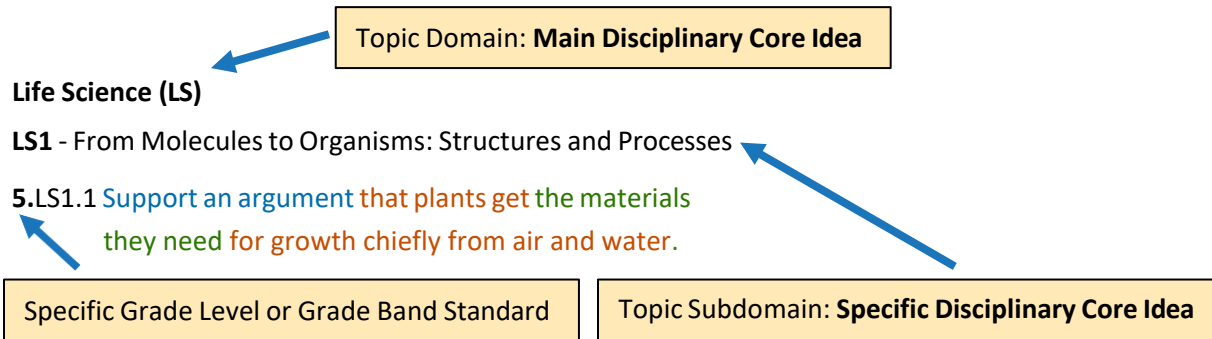 Topic Domain: Main Disciplinary Core Idea
Life Science (LS)
LS1 - From Molecules to Organisms: Structures and Processes
5.LS1.1 Support an argument that plants get the materials
they need for growth chiefly from air and water.
Specific Grade Level or Grade Band Standard
Topic Subdomain: Specific Disciplinary Core Idea